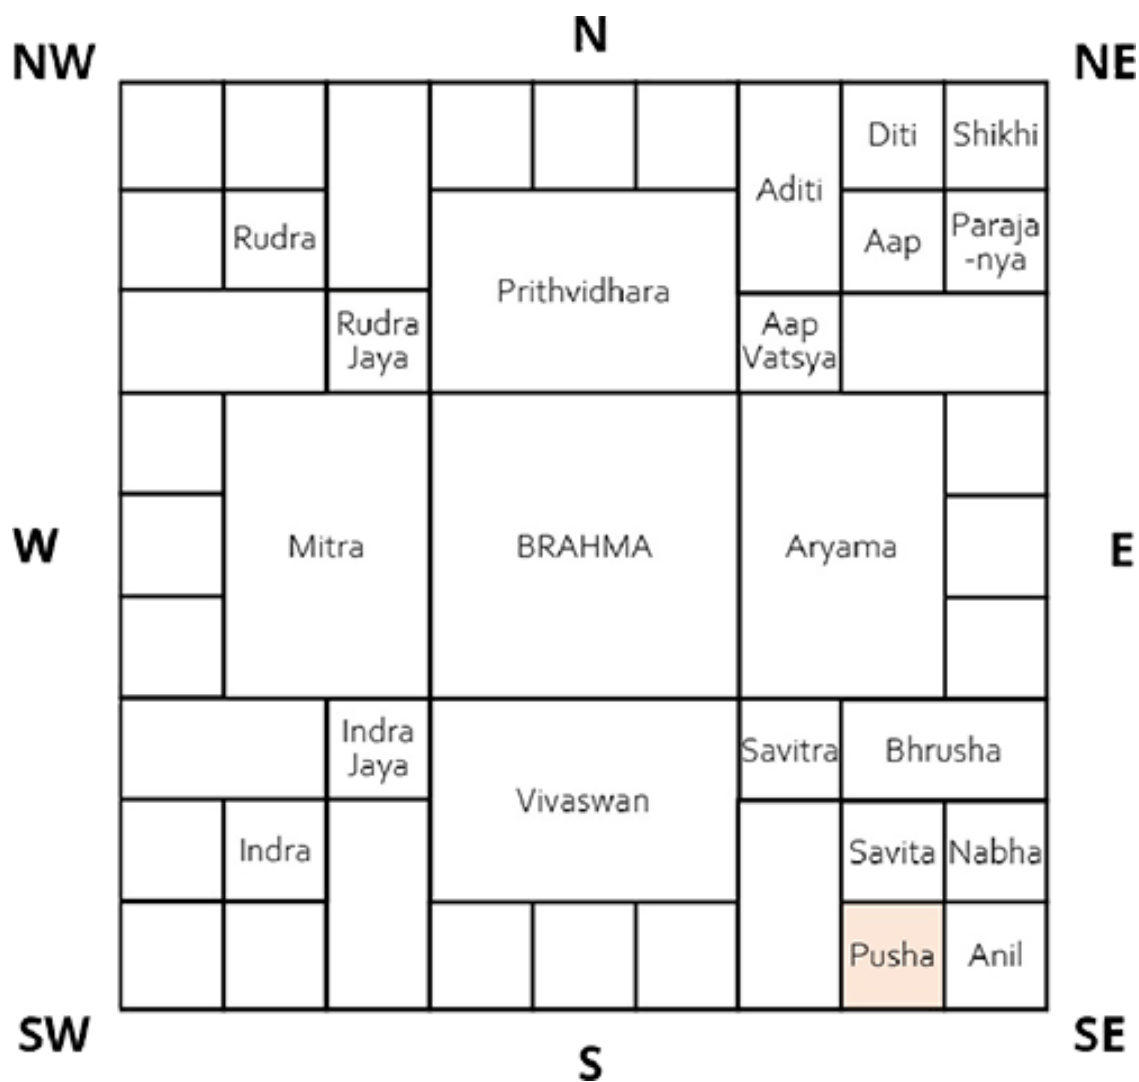 N
NW
NE
Diti
Shikhi
Aditi
Rudra
Aap
Paraja
-nya
Prithvidhara
Rudra
Jaya
Aap
Vatsya
W
Mitra
BRAHMA
Aryama
E
Indra
Jaya
Savitra
Bhrusha
Vivaswan
Indra
Savita
Nabha
Pusha
Anil
SW
SE
S